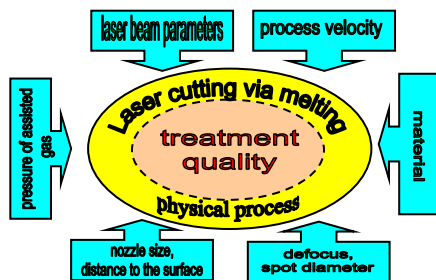 laser beam parameters
process velocity
Laser cutting via melting
treatment
quality
physical process
pressure of assisted
gas
material
nozzle size,
distance to the surface
defocus,
spot diameter